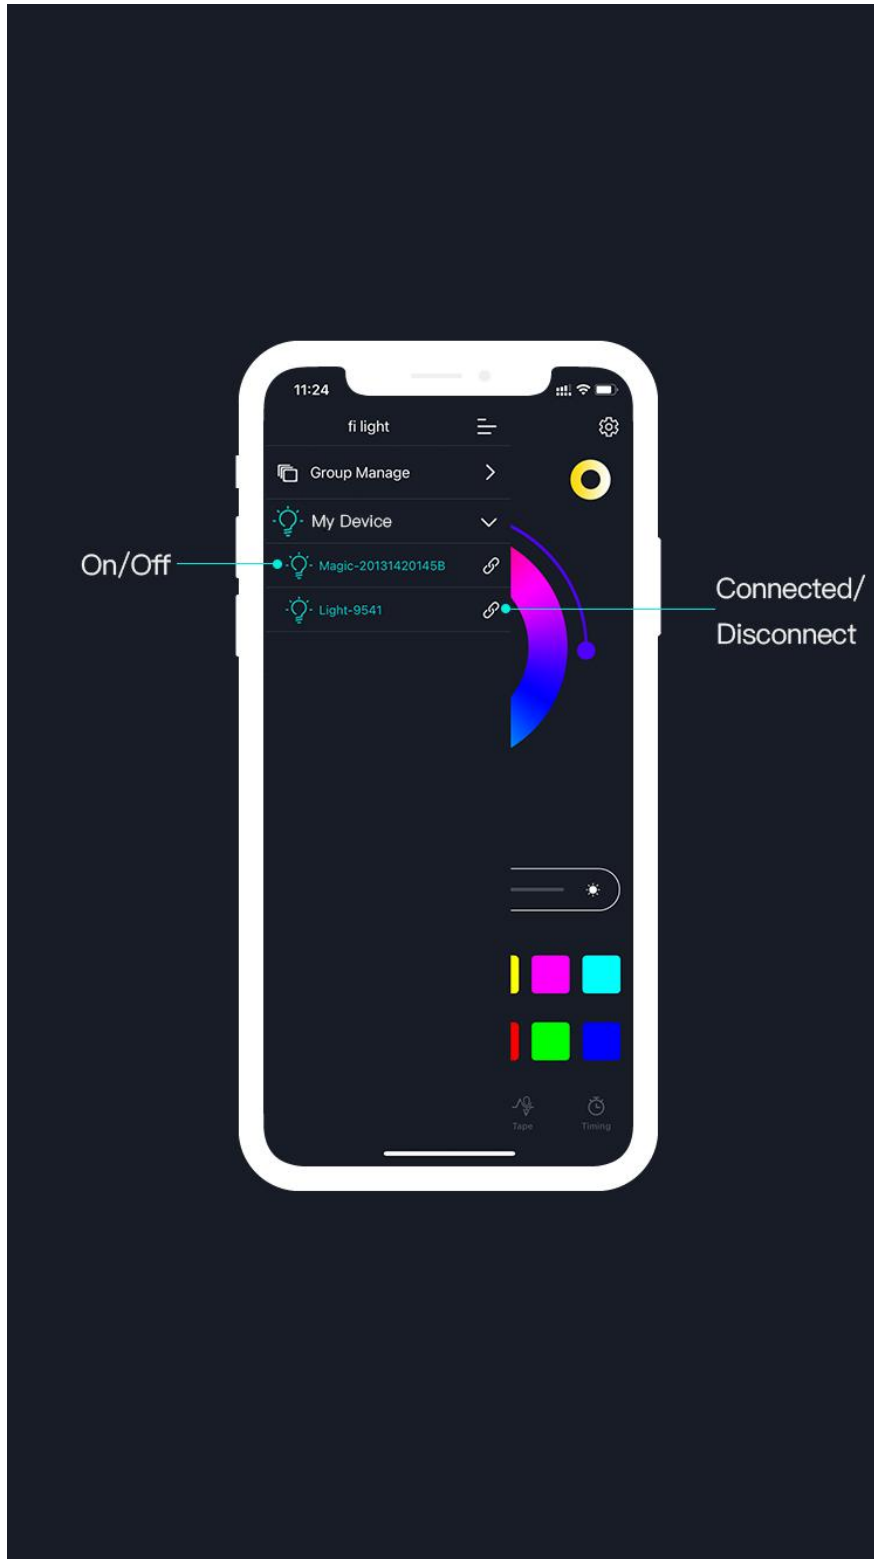 11:24
fi light
Group Manage
My Device
On/Off
Magic-20131420145B
Connected/
Disconnect
Light-9541
Tape
Timing